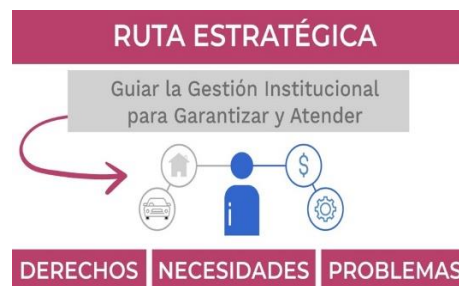 RUTA ESTRATÉGICA
Guiar la Gestión Institucional
para Garantizar y Atender
$
i
DERECHOS NECESIDADES PROBLEMAS